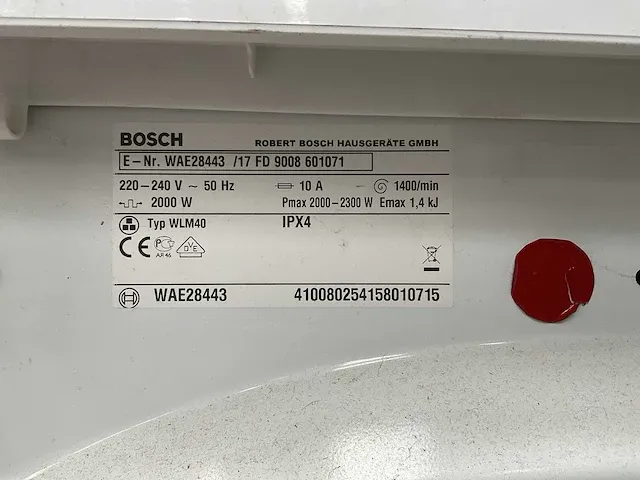 BOSCH ROBERT BOSCH HAUSGERÄTE GMBH
E-Nr. WAE28443 /17 FD 9008 601071
220-240 V ~ 50 Hz 10 A 1400/min
2000 W Pmax 2000-2300 W Emax 1,4 kJ
Typ WLM40 IPX4
CE AR 46 OVE
WAE28443 410080254158010715